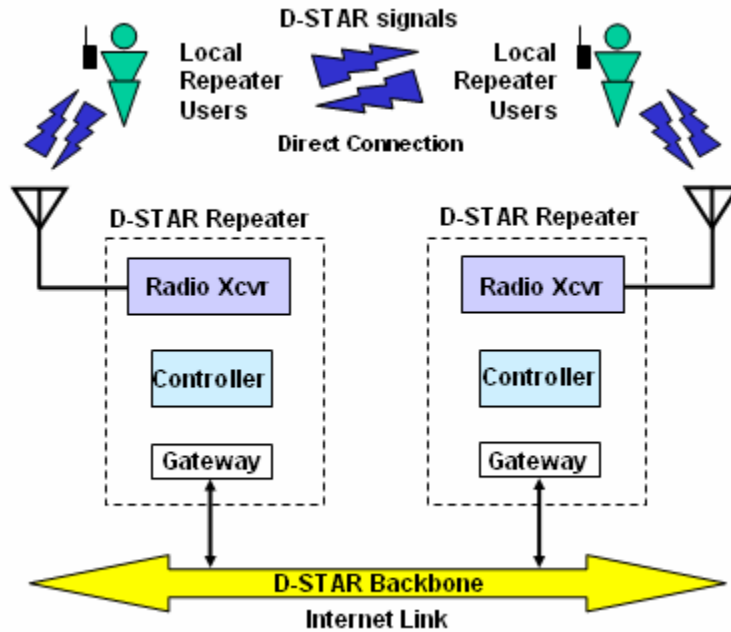 D-STAR signals
Local
Repeater
Users
Local
Repeater
Users
Direct Connection
D-STAR Repeater
D-STAR Repeater
Radio Xcvr
Radio Xcvr
Controller
Controller
Gateway
Gateway
D-STAR Backbone
Internet Link